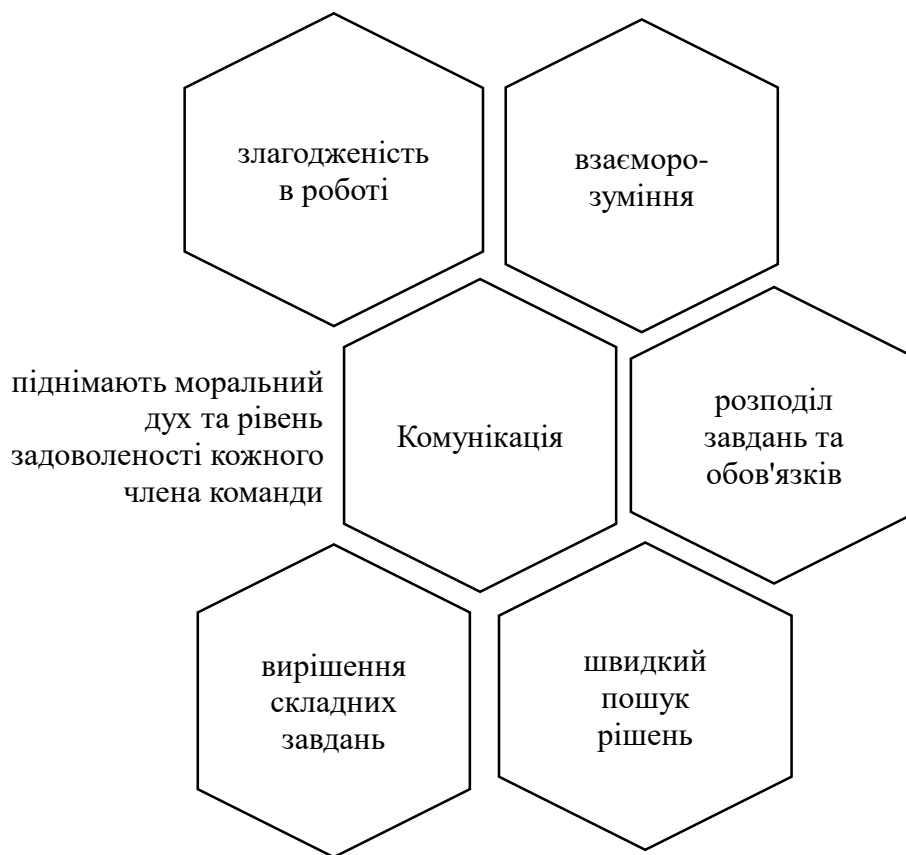 злагодженість
в роботі
взаєморо-
зуміння
піднімають моральний
дух та рівень
задоволеності кожного
члена команди
Комунікація
розподіл
завдань та
обов'язків
вирішення
складних
завдань
швидкий
пошук
рішень